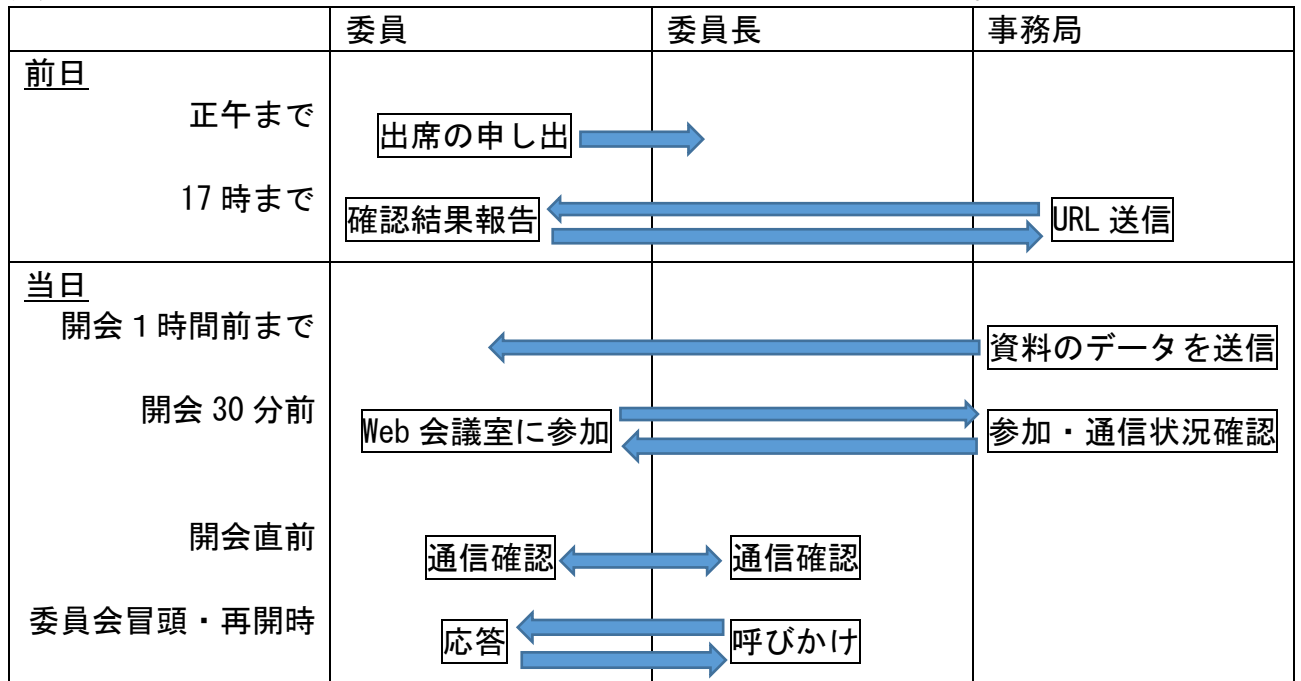 委員 委員長 事務局
前日
正午まで
出席の申し出
17時まで
確認結果報告 URL送信
当日
開会1時間前まで
資料のデータを送信
開会30分前
Web会議室に参加 参加・通信状況確認
開会直前
通信確認 通信確認
委員会冒頭・再開時
応答 呼びかけ